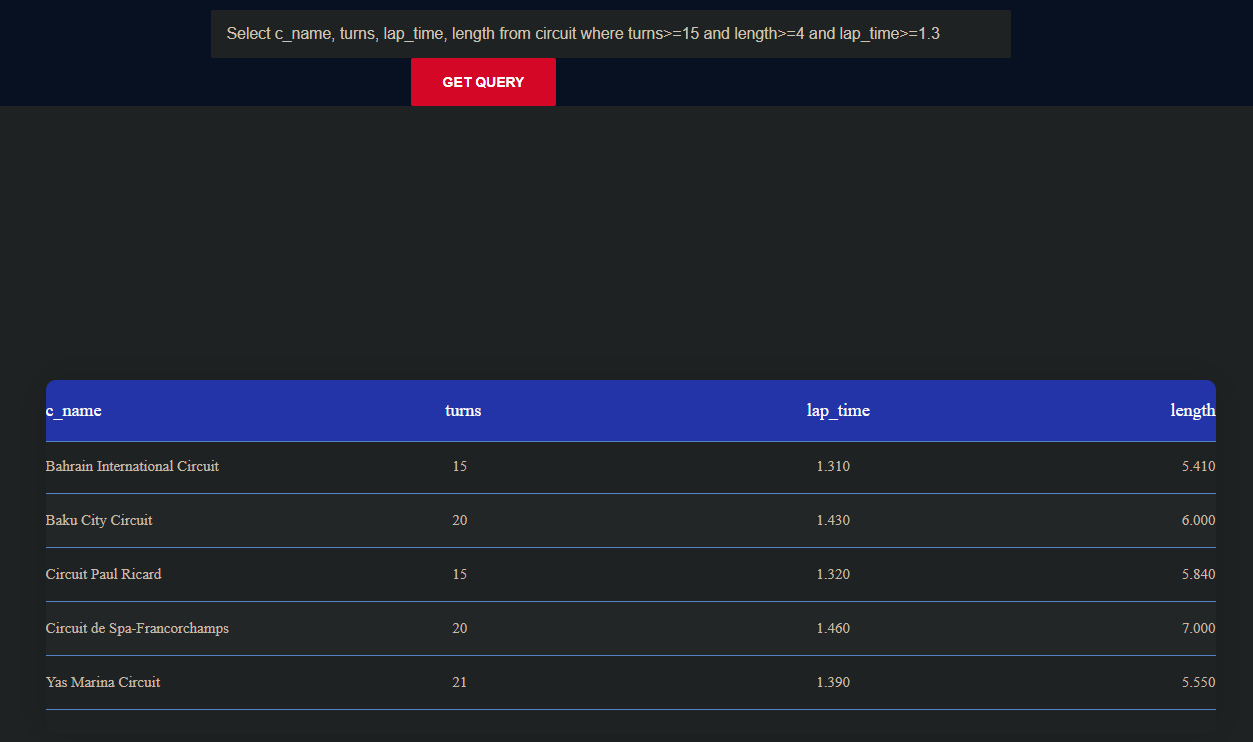 Select c_name, turns, lap_time, length from circuit where turns>=15 and length>=4 and lap_time>=1.3
GET QUERY
c_name turns lap_time length
Bahrain International Circuit 15 1.310 5.410
Baku City Circuit 20 1.430 6.000
Circuit Paul Ricard 15 1.320 5.840
Circuit de Spa-Francorchamps 20 1.460 7.000
Yas Marina Circuit 21 1.390 5.550